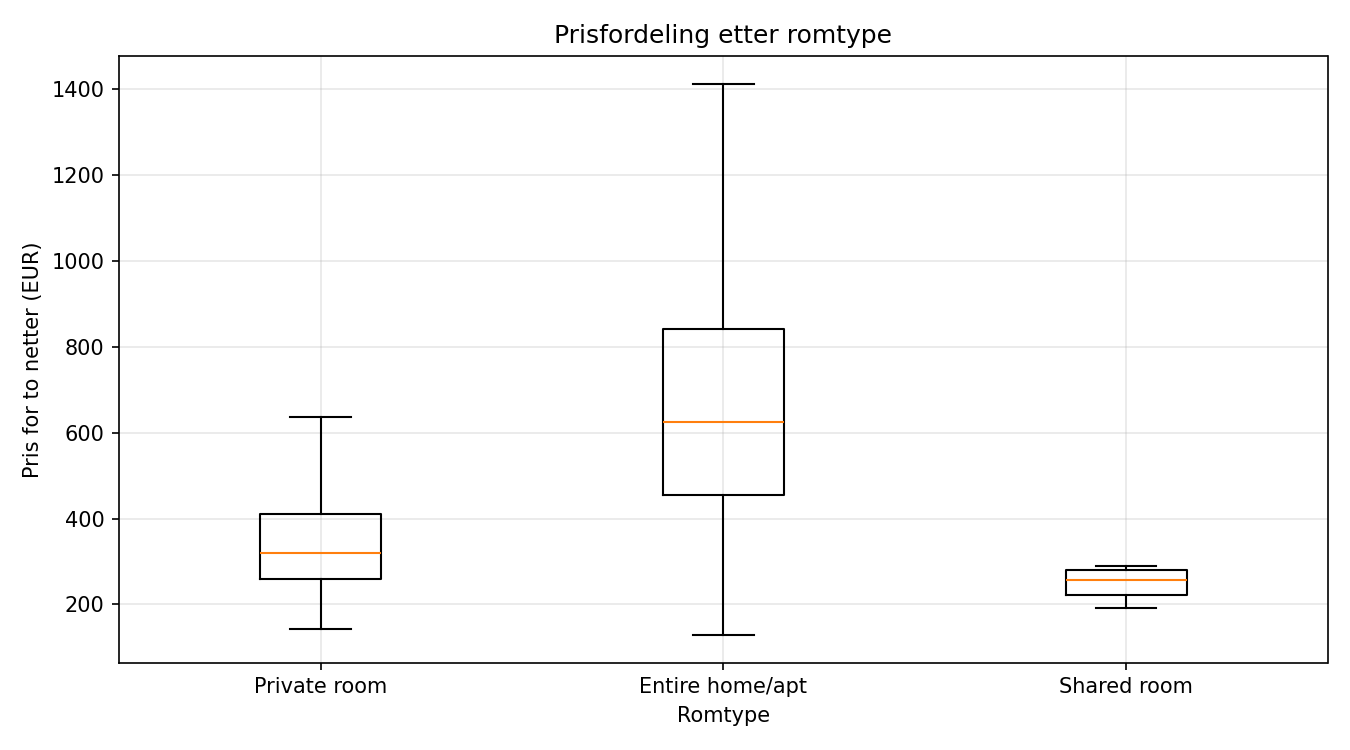 Prisfordeling etter romtype
Pris for to netter (EUR)
1400
1200
1000
800
600
400
200
Private room
Entire home/apt
Shared room
Romtype